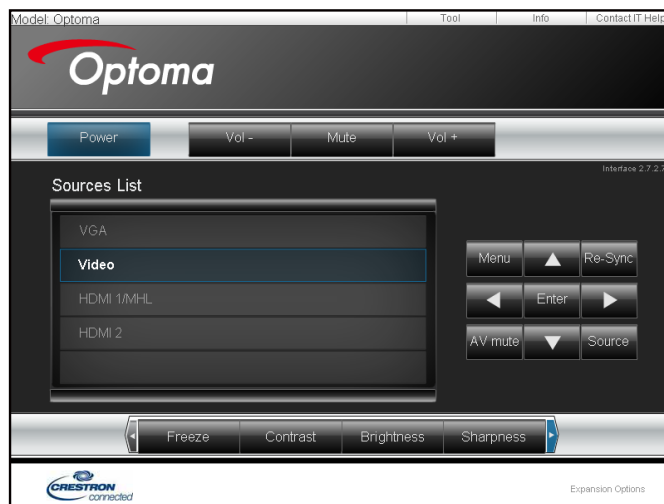 Model: Optoma Tool Info Contact IT Help
Optoma
Power Vol - Mute Vol +
Interface 2.7.2.7
Sources List
VGA
Video
HDMI 1/MHL
HDMI 2
Menu Re-Sync
Enter
AV mute Source
Freeze Contrast Brightness Sharpness
CRESTRON connected
Expansion Options